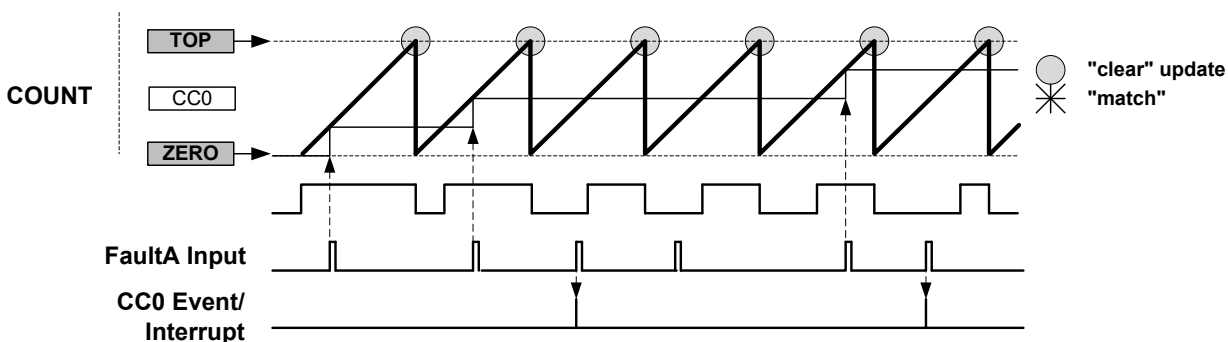 TOP
COUNT
CC0
ZERO
"clear" update
"match"
FaultA Input
CC0 Event/
Interrupt